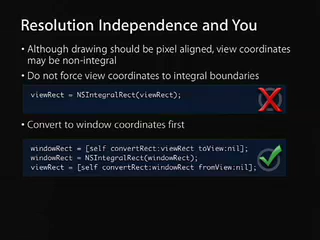 Resolution Independence and You
• Although drawing should be pixel aligned, view coordinates
may be non-integral
• Do not force view coordinates to integral boundaries
viewRect = NSIntegralRect(viewRect);
• Convert to window coordinates first
windowRect = [self convertRect:viewRect toView:nil];
windowRect = NSIntegralRect(windowRect);
viewRect = [self convertRect:windowRect fromView:nil];